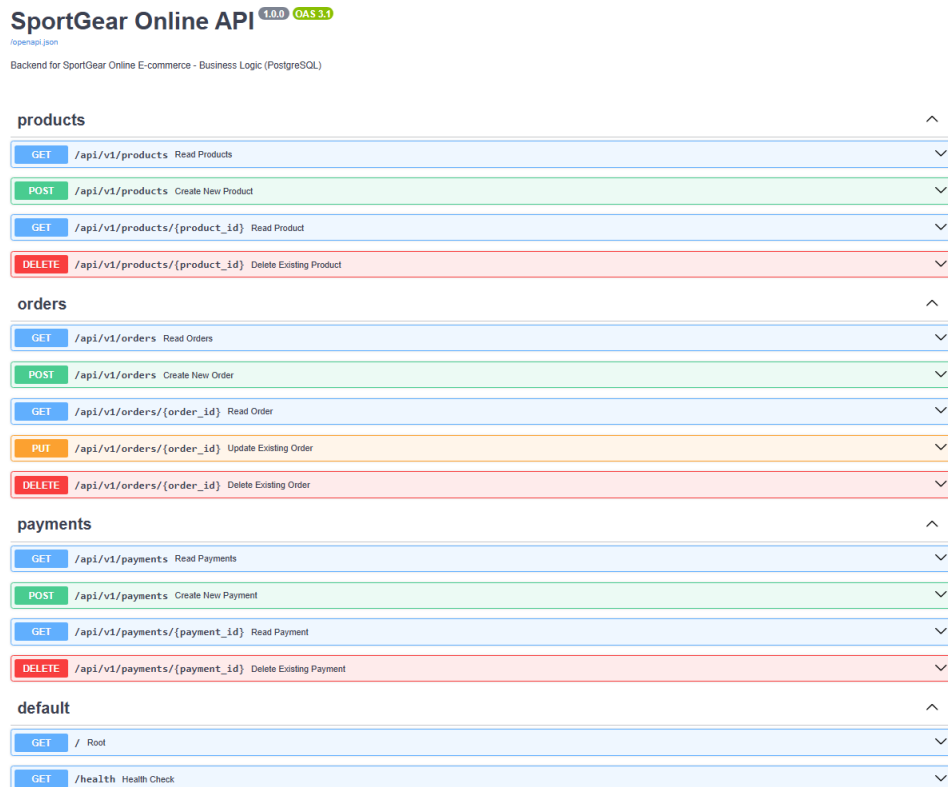 SportGear Online API 1.0.0 OAS 3.1
/openapi.json
Backend for SportGear Online E-commerce - Business Logic (PostgreSQL)
products
GET /api/v1/products Read Products
POST /api/v1/products Create New Product
GET /api/v1/products/{product_id} Read Product
DELETE /api/v1/products/{product_id} Delete Existing Product
orders
GET /api/v1/orders Read Orders
POST /api/v1/orders Create New Order
GET /api/v1/orders/{order_id} Read Order
PUT /api/v1/orders/{order_id} Update Existing Order
DELETE /api/v1/orders/{order_id} Delete Existing Order
payments
GET /api/v1/payments Read Payments
POST /api/v1/payments Create New Payment
GET /api/v1/payments/{payment_id} Read Payment
DELETE /api/v1/payments/{payment_id} Delete Existing Payment
default
GET / Root
GET /health Health Check